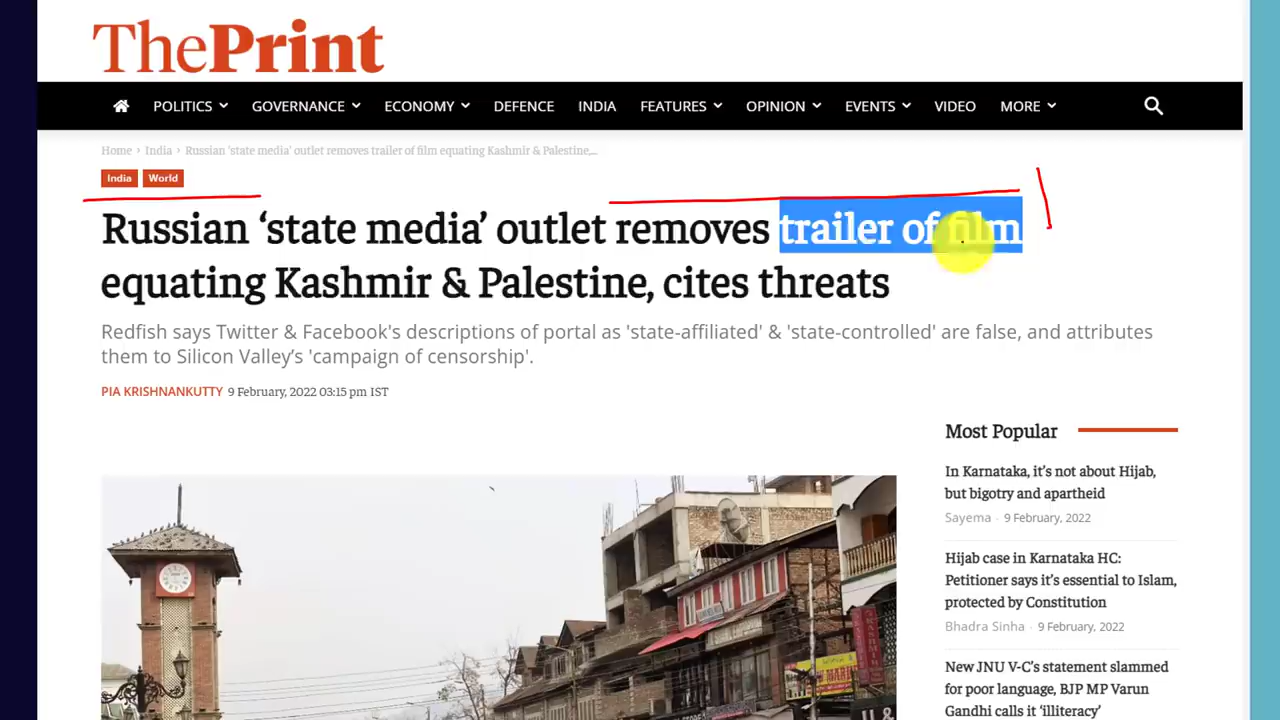 ThePrint
POLITICS GOVERNANCE ECONOMY DEFENCE INDIA FEATURES OPINION EVENTS VIDEO MORE
Home › India › Russian 'state media' outlet removes trailer of film equating Kashmir & Palestine,...
India World
Russian ‘state media’ outlet removes trailer of film
equating Kashmir & Palestine, cites threats
Redfish says Twitter & Facebook's descriptions of portal as 'state-affiliated' & 'state-controlled' are false, and attributes
them to Silicon Valley’s 'campaign of censorship'.
PIA KRISHNANKUTTY 9 February, 2022 03:15 pm IST
Most Popular
In Karnataka, it’s not about Hijab,
but bigotry and apartheid
Sayema - 9 February, 2022
Hijab case in Karnataka HC:
Petitioner says it’s essential to Islam,
protected by Constitution
Bhadra Sinha - 9 February, 2022
New JNU V-C’s statement slammed
for poor language, BJP MP Varun
Gandhi calls it ‘illiteracy’